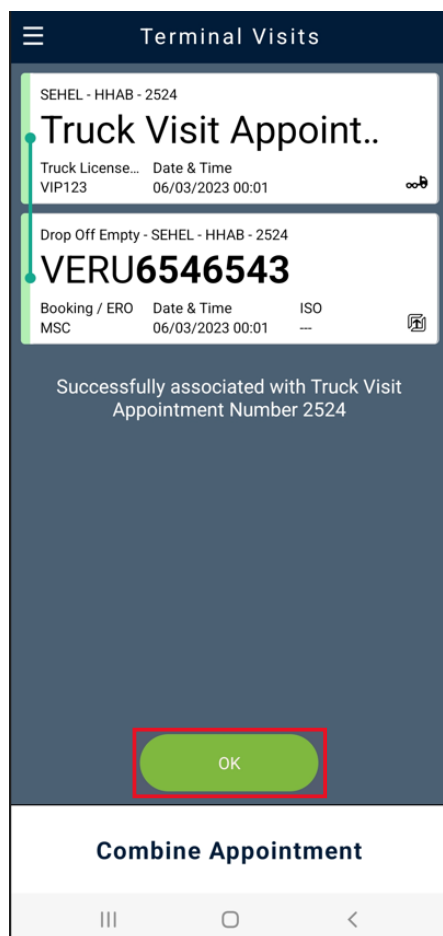 Terminal Visits
SEHEL - HHAB - 2524
Truck Visit Appoint..
Truck License... Date & Time
VIP123 06/03/2023 00:01
Drop Off Empty - SEHEL - HHAB - 2524
VERU6546543
Booking / ERO Date & Time ISO
MSC 06/03/2023 00:01 ---
Successfully associated with Truck Visit
Appointment Number 2524
OK
Combine Appointment